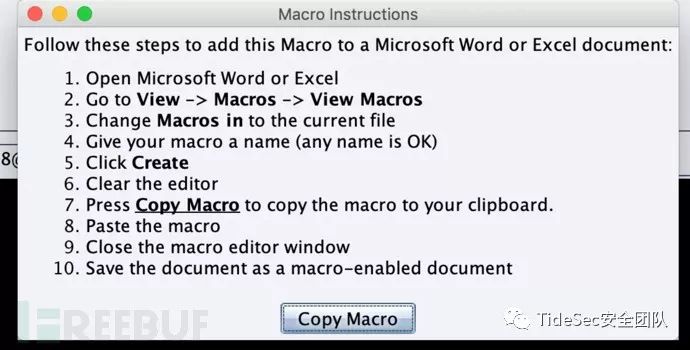 Macro Instructions
Follow these steps to add this Macro to a Microsoft Word or Excel document:
1. Open Microsoft Word or Excel
2. Go to View -> Macros -> View Macros
3. Change Macros in to the current file
4. Give your macro a name (any name is OK)
5. Click Create
6. Clear the editor
7. Press Copy Macro to copy the macro to your clipboard.
8. Paste the macro
9. Close the macro editor window
10. Save the document as a macro-enabled document
8@
Copy Macro
FREEBUF
TideSec安全团队